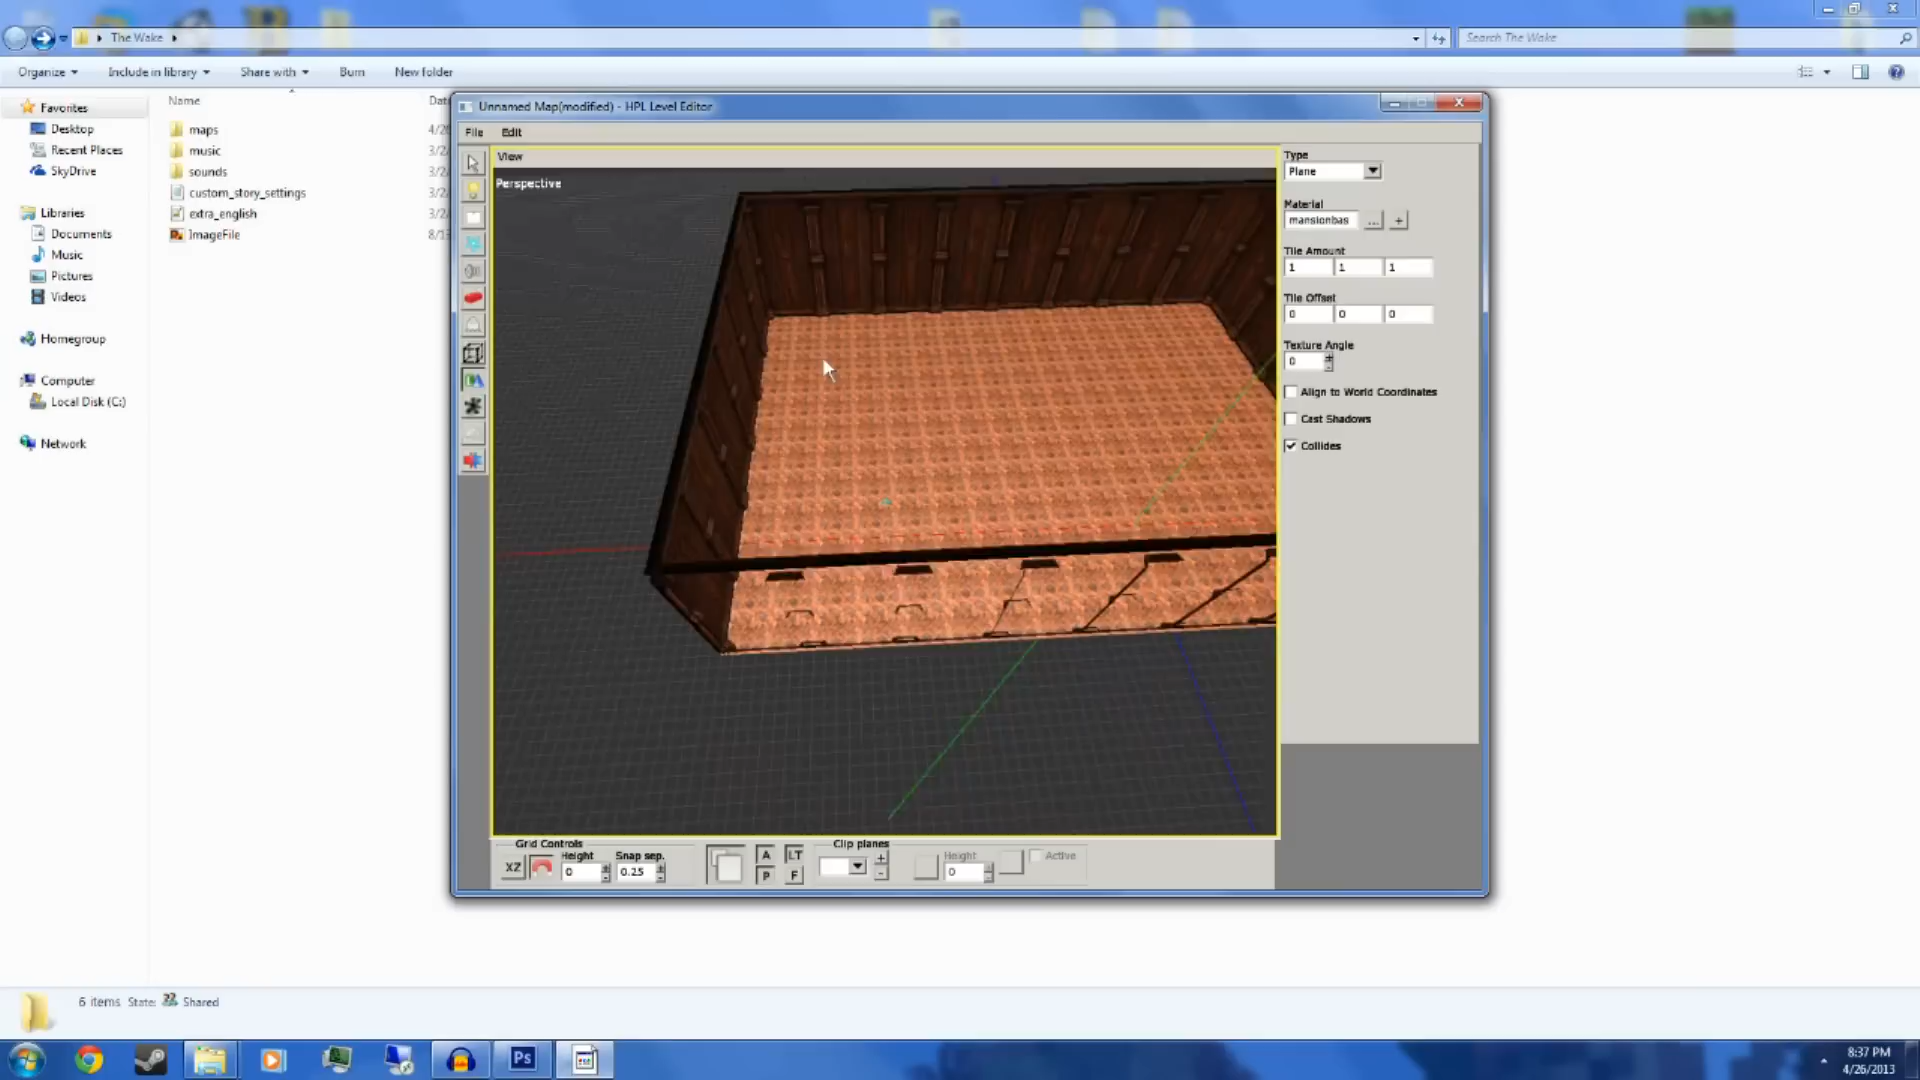 The Wake
Search The Wake
Organize
Include in library
Share with
Burn
New folder
Favorites
Desktop
Recent Places
SkyDrive
Libraries
Documents
Music
Pictures
Videos
Homegroup
Computer
Local Disk (C:)
Network
Name
maps
music
sounds
custom_story_settings
extra_english
ImageFile
Unnamed Map(modified) - HPL Level Editor
File Edit
View
Perspective
Type
Plane
Material
mansionbas ... +
Tile Amount
1 1 1
Tile Offset
0 0 0
Texture Angle
0
Align to World Coordinates
Cast Shadows
Collides
Grid Controls
XZ
Height
0
Snap sep.
0.25
A LT
P F
Clip planes
+
-
Height
0
Active
6 items State: Shared
Ps
8:37 PM
4/26/2013